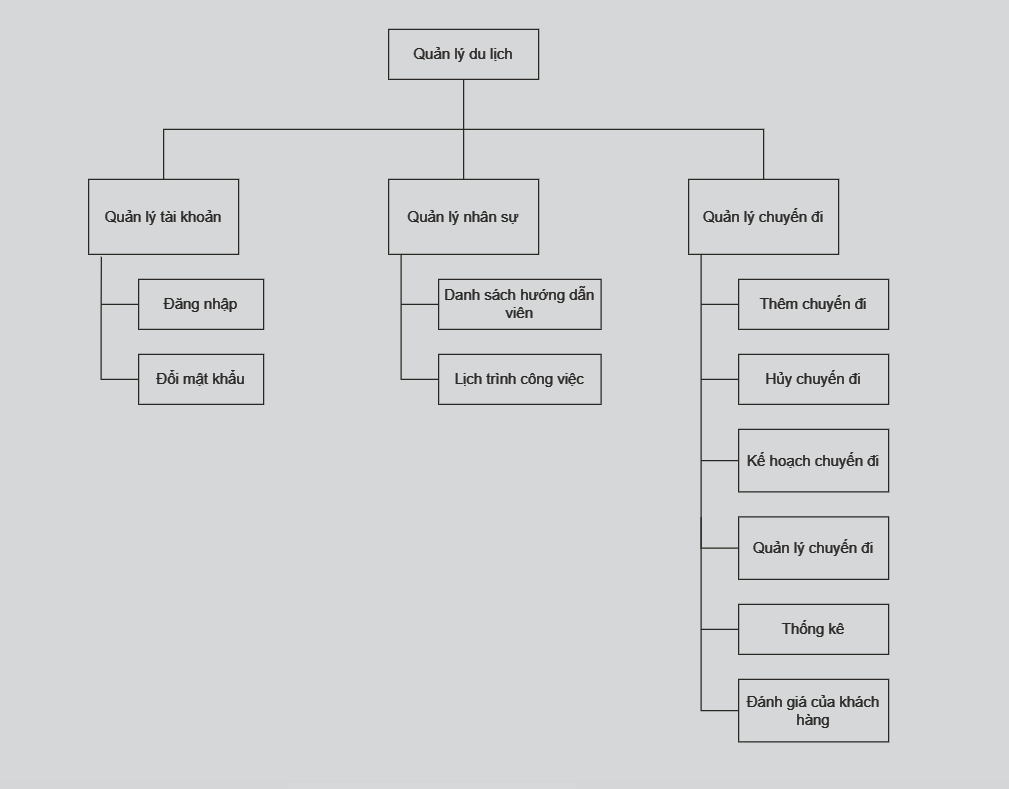 Quản lý du lịch
Quản lý tài khoản
Quản lý nhân sự
Quản lý chuyến đi
Đăng nhập
Đổi mật khẩu
Danh sách hướng dẫn
viên
Lịch trình công việc
Thêm chuyến đi
Hủy chuyến đi
Kế hoạch chuyến đi
Quản lý chuyến đi
Thống kê
Đánh giá của khách
hàng